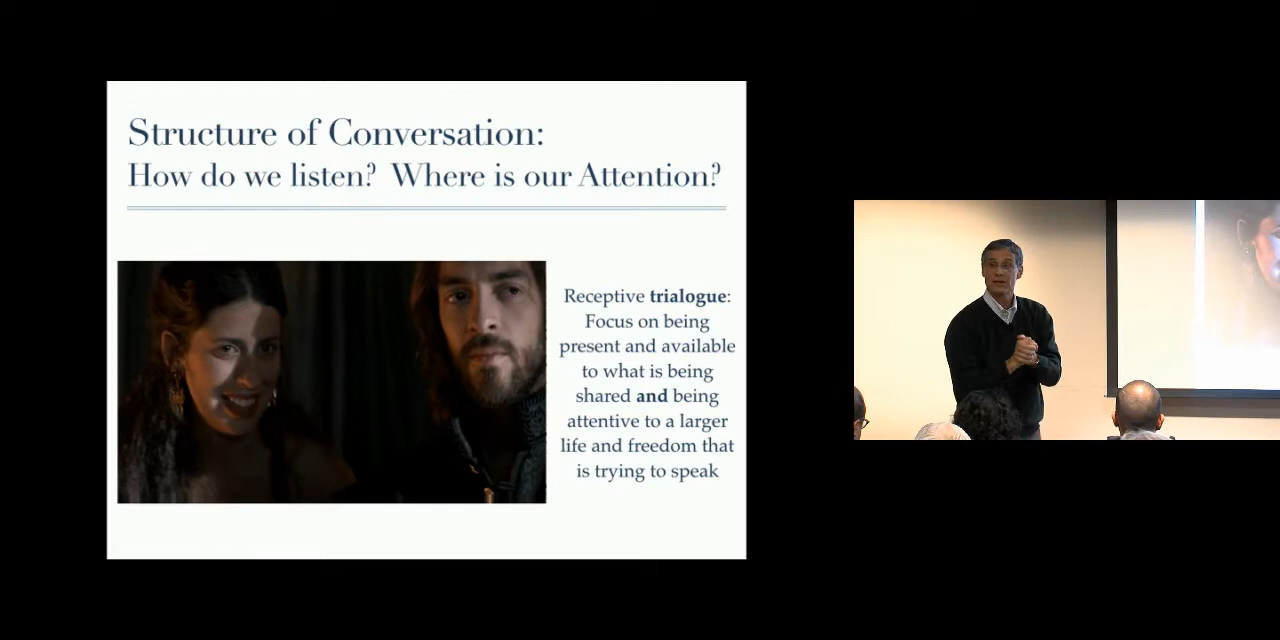 Structure of Conversation:
How do we listen? Where is our Attention?
Receptive trialogue:
Focus on being
present and available
to what is being
shared and being
attentive to a larger
life and freedom that
is trying to speak